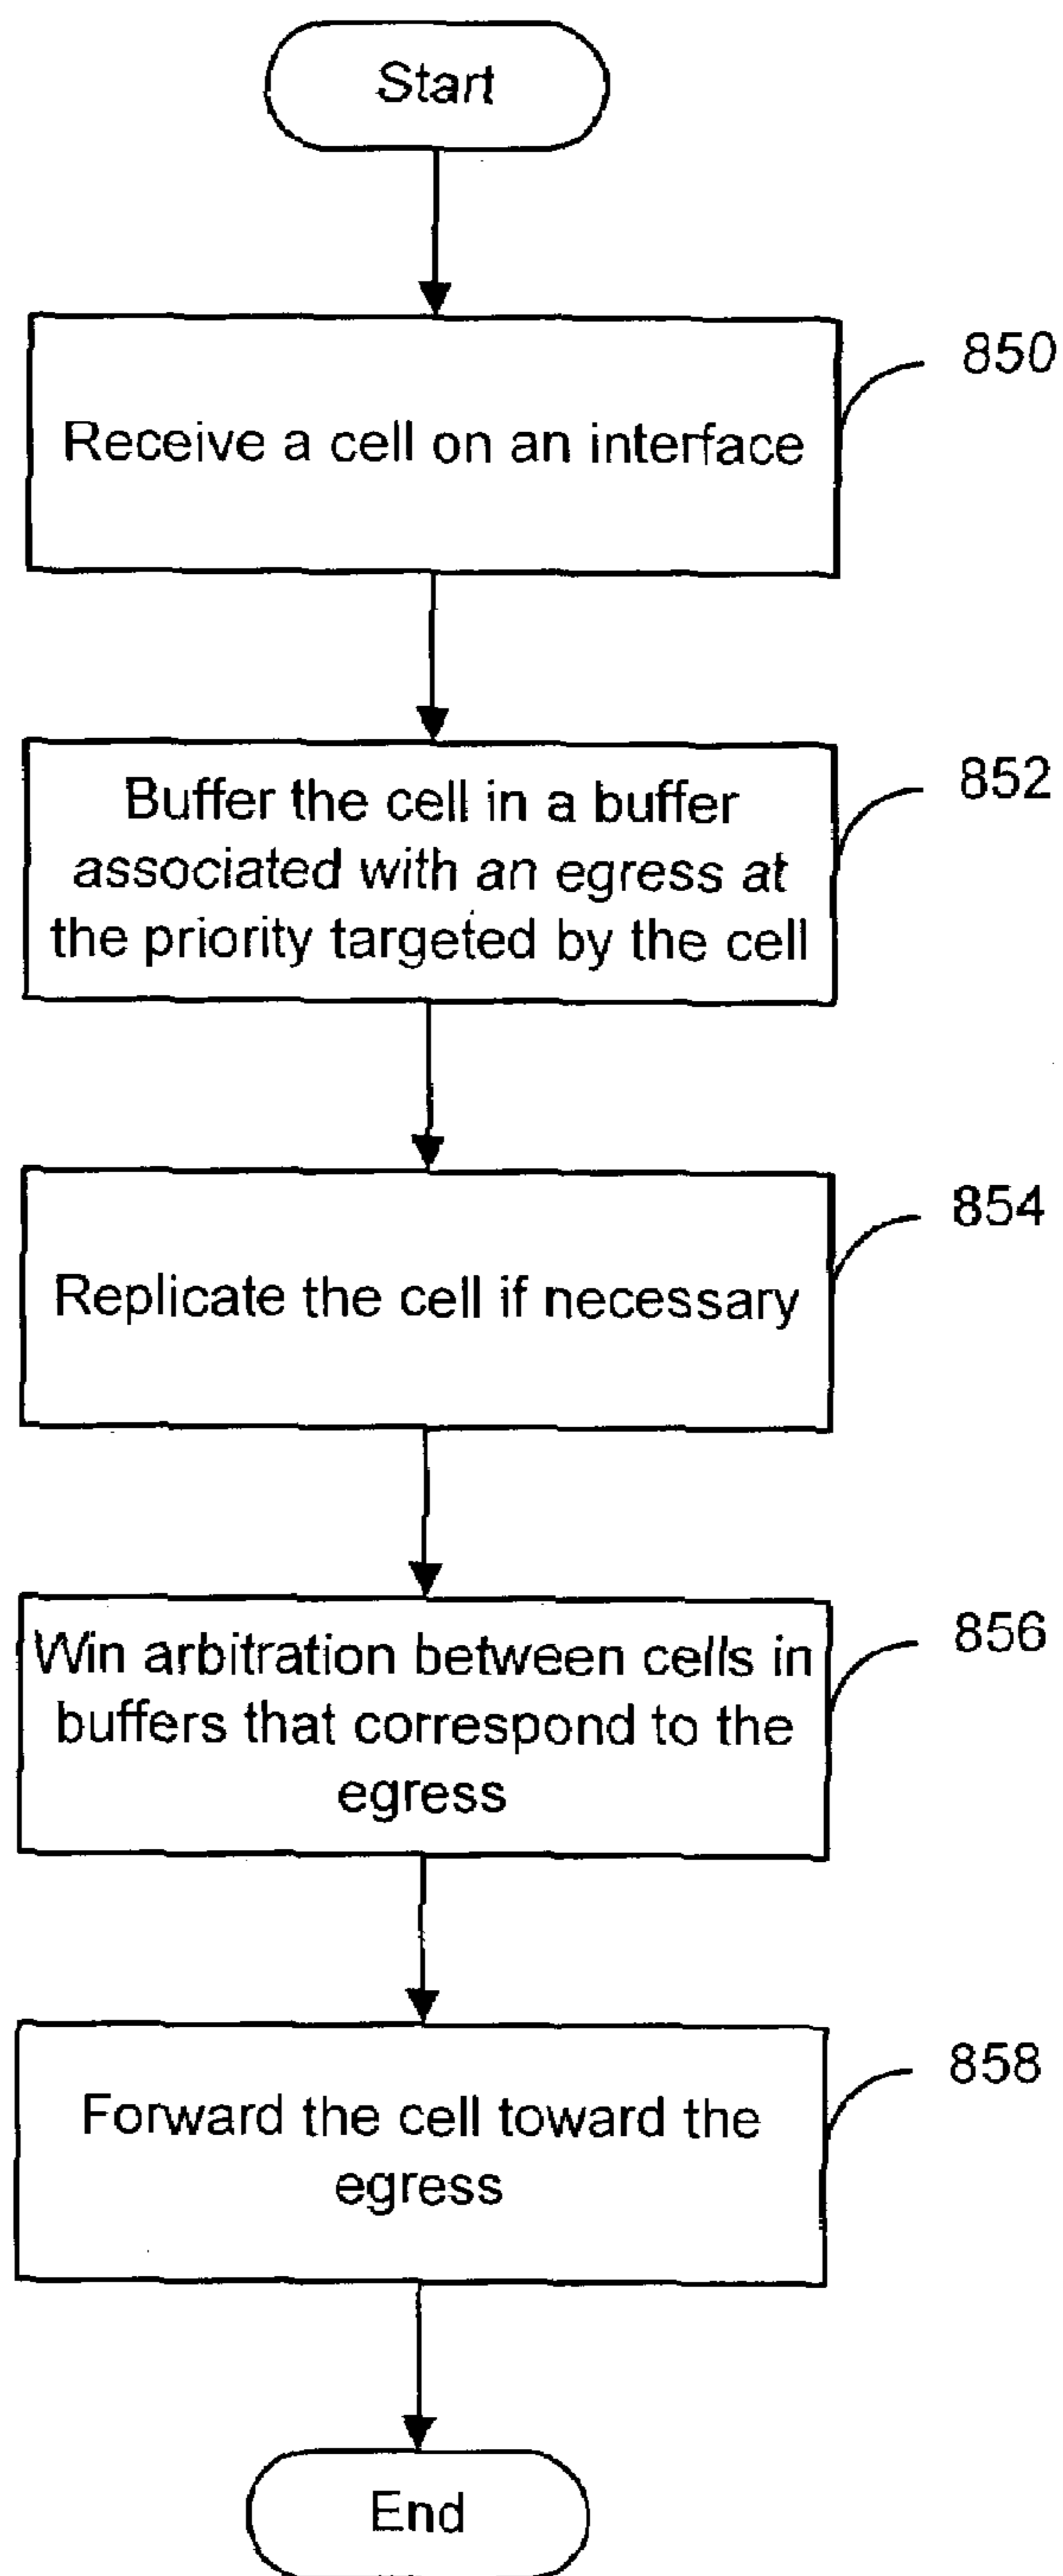 Start
850
Receive a cell on an interface
852
Buffer the cell in a buffer
associated with an egress at
the priority targeted by the cell
854
Replicate the cell if necessary
856
Win arbitration between cells in
buffers that correspond to the
egress
858
Forward the cell toward the
egress
End